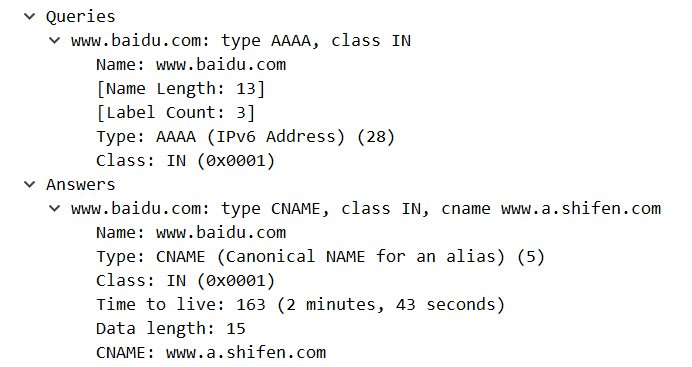 Queries
www.baidu.com: type AAAA, class IN
Name: www.baidu.com
[Name Length: 13]
[Label Count: 3]
Type: AAAA (IPv6 Address) (28)
Class: IN (0x0001)
Answers
www.baidu.com: type CNAME, class IN, cname www.a.shifen.com
Name: www.baidu.com
Type: CNAME (Canonical NAME for an alias) (5)
Class: IN (0x0001)
Time to live: 163 (2 minutes, 43 seconds)
Data length: 15
CNAME: www.a.shifen.com